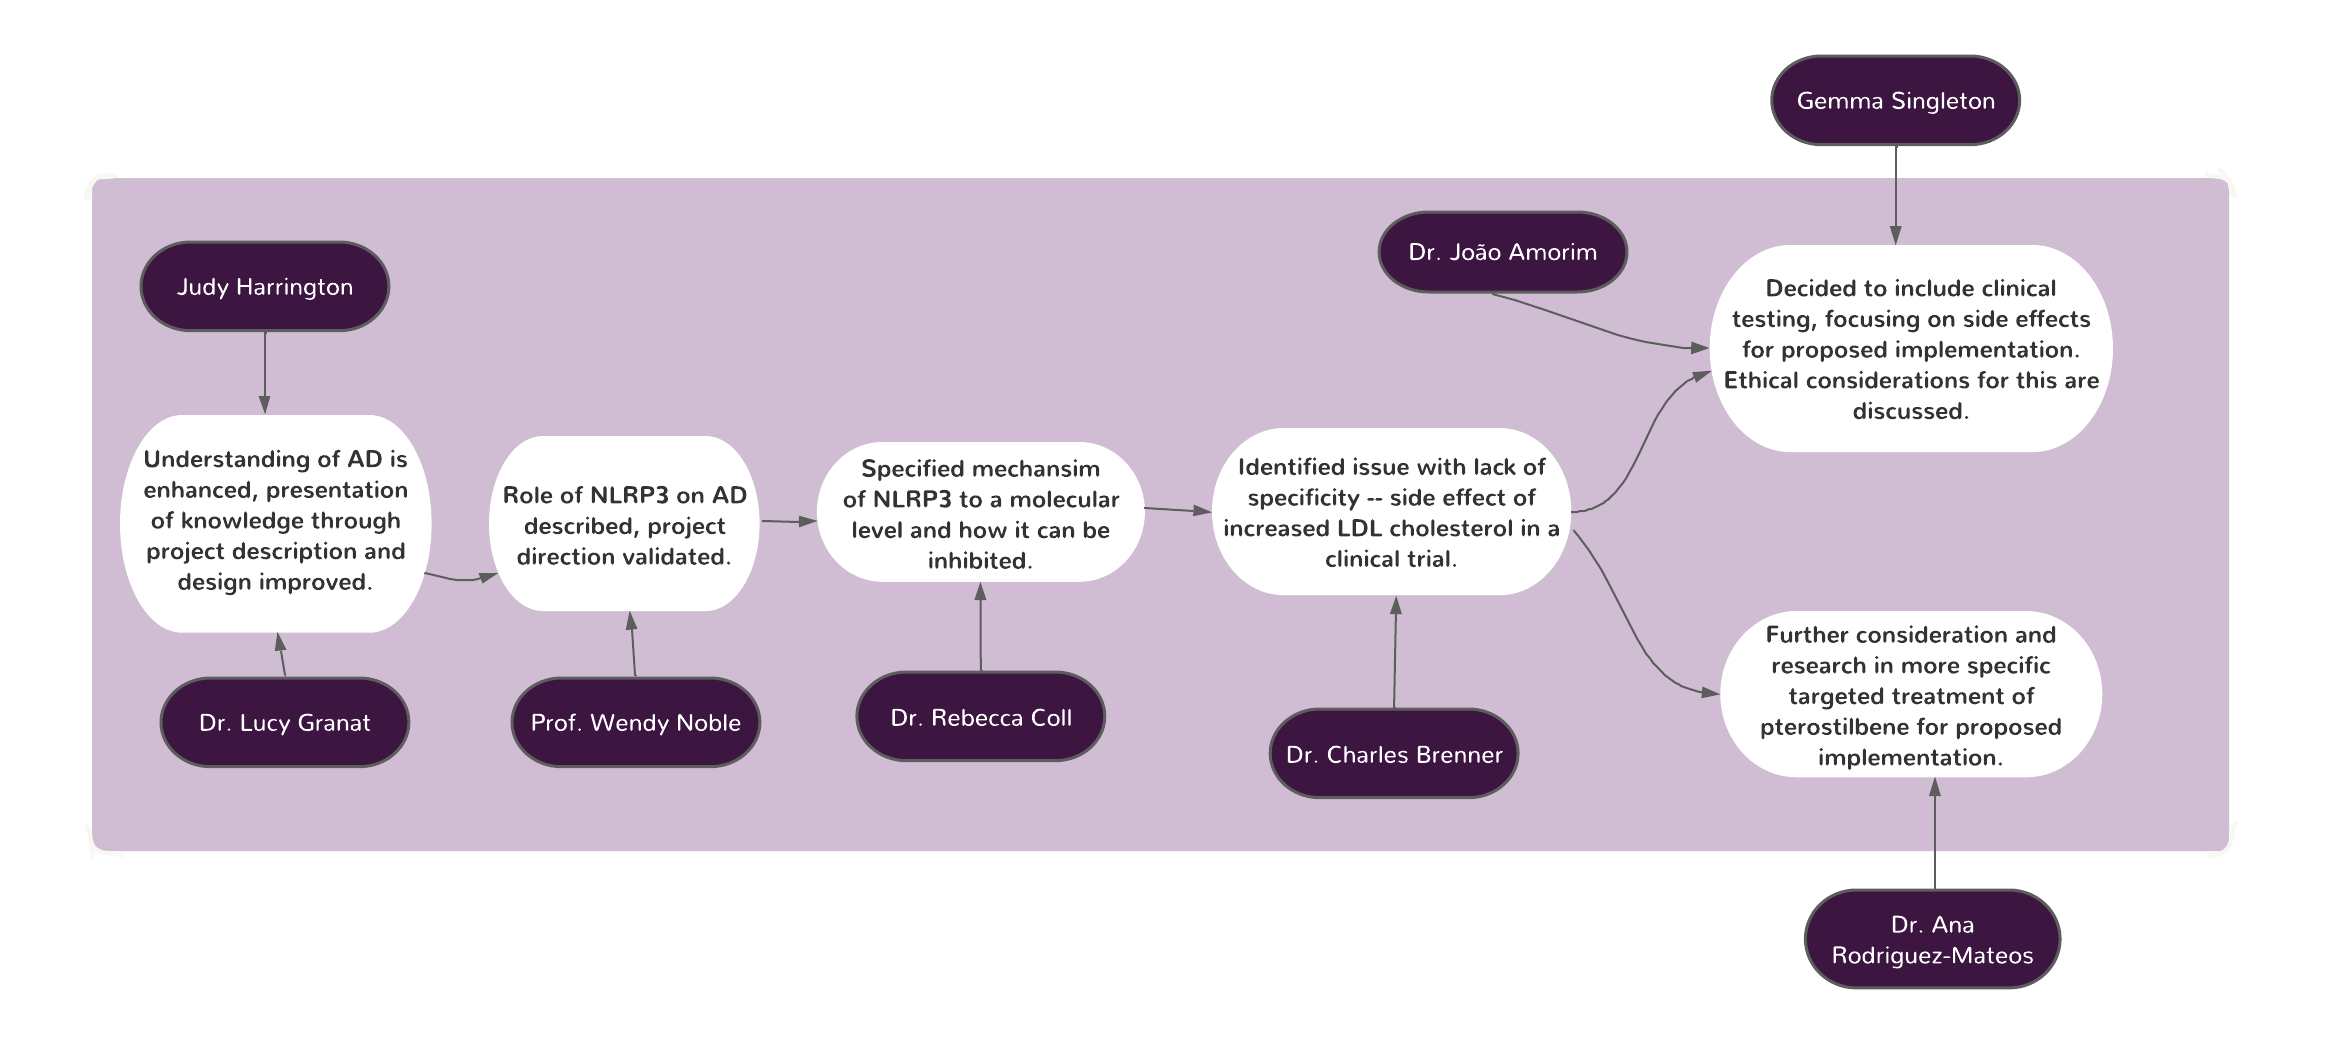 Gemma Singleton
Judy Harrington
Dr. João Amorim
Understanding of AD is
enhanced, presentation
of knowledge through
project description and
design improved.
Role of NLRP3 on AD
described, project
direction validated.
Specified mechansim
of NLRP3 to a molecular
level and how it can be
inhibited.
Identified issue with lack of
specificity -- side effect of
increased LDL cholesterol in a
clinical trial.
Decided to include clinical
testing, focusing on side effects
for proposed implementation.
Ethical considerations for this are
discussed.
Further consideration and
research in more specific
targeted treatment of
pterostilbene for proposed
implementation.
Dr. Lucy Granat
Prof. Wendy Noble
Dr. Rebecca Coll
Dr. Charles Brenner
Dr. Ana
Rodriguez-Mateos